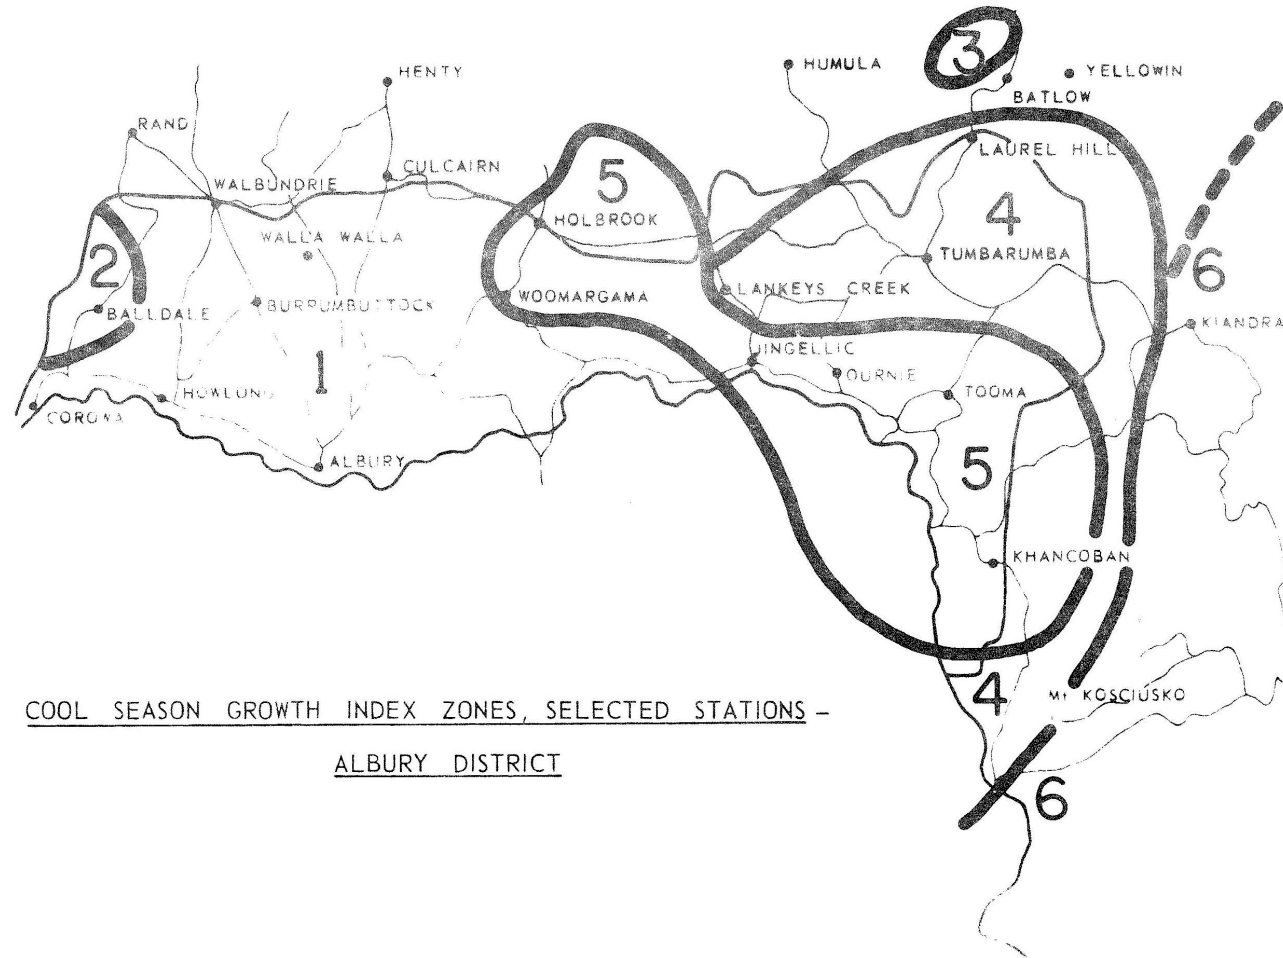 3
HUMULA
YELLOWIN
HENTY
BATLOW
RAND
LAUREL HILL
CULCAIRN
5
WALBUNDRIE
4
HOLBROOK
WALLA WALLA
TUMBARUMBA
2
6
LANKEYS CREEK
WOOMARGAMA
BURRUMBUTTOCK
BALLDALE
KIANDRA
JINGELLIC
1
OURNIE
HOWLONG
TOOMA
COROWA
ALBURY
5
KHANCOBAN
4
Mt KOSCIUSKO
COOL SEASON GROWTH INDEX ZONES, SELECTED STATIONS –
ALBURY DISTRICT
6